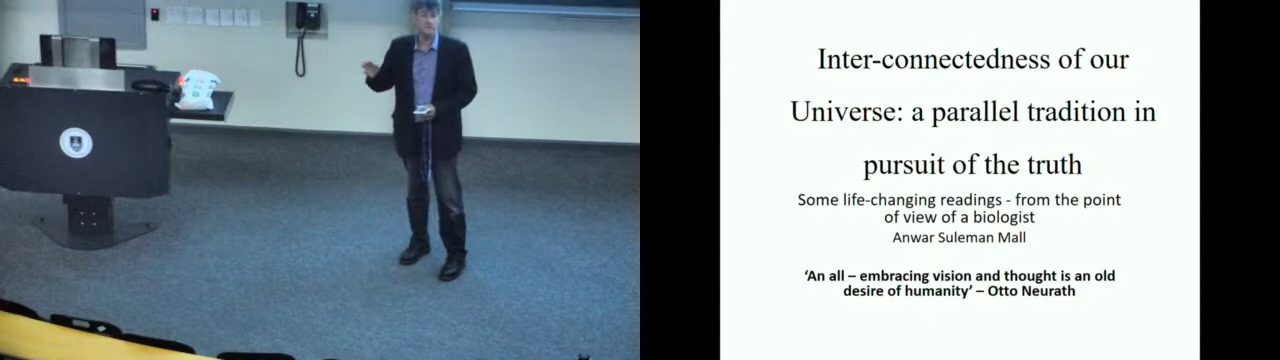 Inter-connectedness of our
Universe: a parallel tradition in
pursuit of the truth
Some life-changing readings - from the point
of view of a biologist
Anwar Suleman Mall
‘An all – embracing vision and thought is an old
desire of humanity’ – Otto Neurath